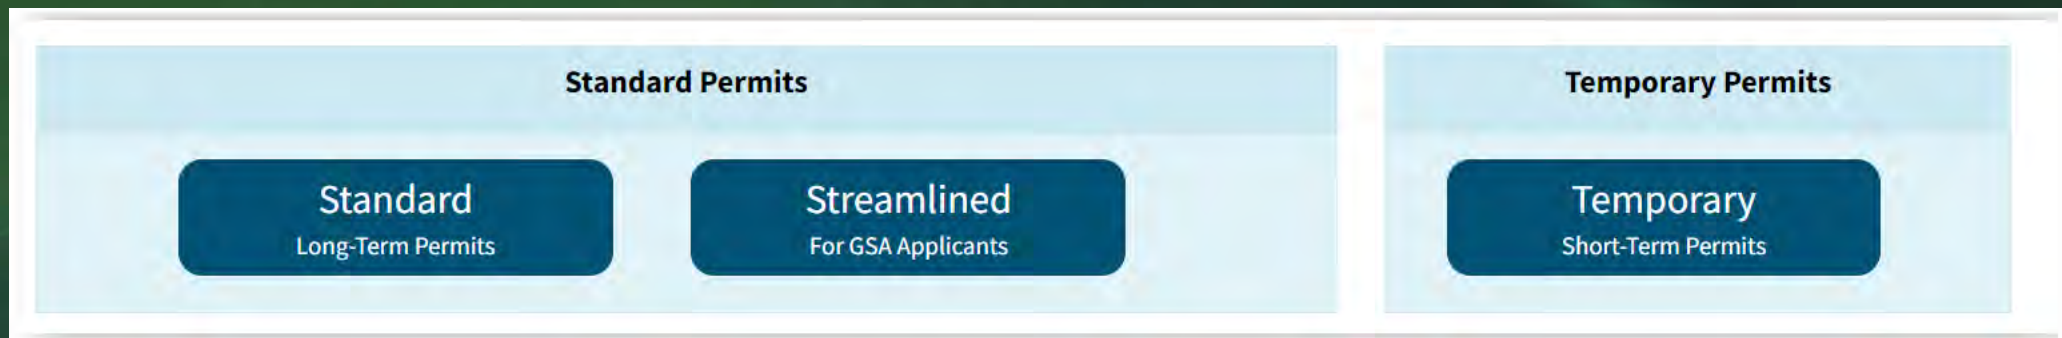 Standard Permits
Standard
Long-Term Permits
Streamlined
For GSA Applicants
Temporary Permits
Temporary
Short-Term Permits